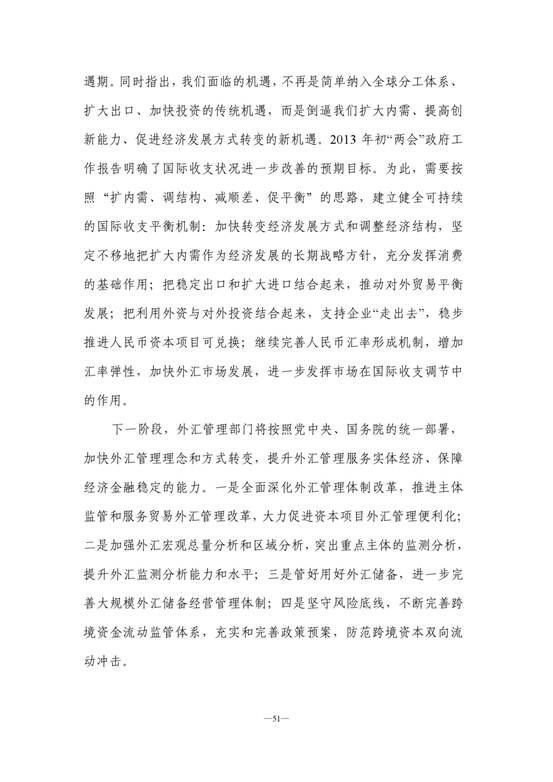 遇期。同时指出，我们面临的机遇，不再是简单纳入全球分工体系、
扩大出口、加快投资的传统机遇，而是倒逼我们扩大内需、提高创
新能力、促进经济发展方式转变的新机遇。2013 年初“两会”政府工
作报告明确了国际收支状况进一步改善的预期目标。为此，需要按
照“扩内需、调结构、减顺差、促平衡”的思路，建立健全可持续
的国际收支平衡机制：加快转变经济发展方式和调整经济结构，坚
定不移地把扩大内需作为经济发展的长期战略方针，充分发挥消费
的基础作用；把稳定出口和扩大进口结合起来，推动对外贸易平衡
发展；把利用外资与对外投资结合起来，支持企业“走出去”，稳步
推进人民币资本项目可兑换；继续完善人民币汇率形成机制，增加
汇率弹性，加快外汇市场发展，进一步发挥市场在国际收支调节中
的作用。
下一阶段，外汇管理部门将按照党中央、国务院的统一部署，
加快外汇管理理念和方式转变，提升外汇管理服务实体经济、保障
经济金融稳定的能力。一是全面深化外汇管理体制改革，推进主体
监管和服务贸易外汇管理改革，大力促进资本项目外汇管理便利化；
二是加强外汇宏观总量分析和区域分析，突出重点主体的监测分析，
提升外汇监测分析能力和水平；三是管好用好外汇储备，进一步完
善大规模外汇储备经营管理体制；四是坚守风险底线，不断完善跨
境资金流动监管体系，充实和完善政策预案，防范跨境资本双向流
动冲击。
—51—